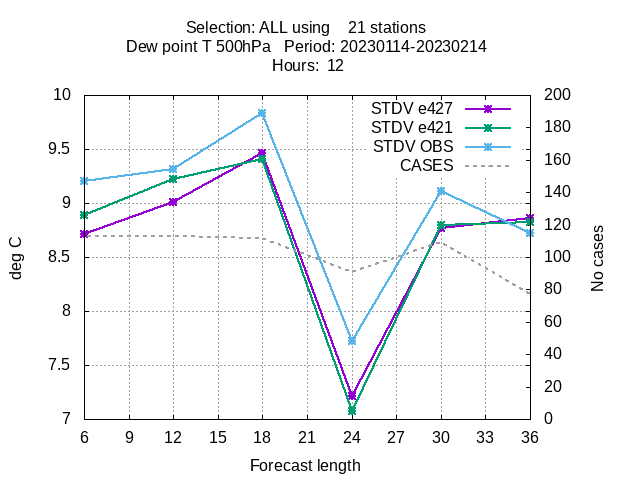 Selection: ALL using    21 stations
Dew point T 500hPa   Period: 20230114-20230214
Hours:  12
10 200
STDV e427
180
STDV e421
9.5 STDV OBS 160
CASES
140
9 120
8.5 100
80
8 60
7.5 40
20
7 0
6 9 12 15 18 21 24 27 30 33 36
deg C
No cases
Forecast length